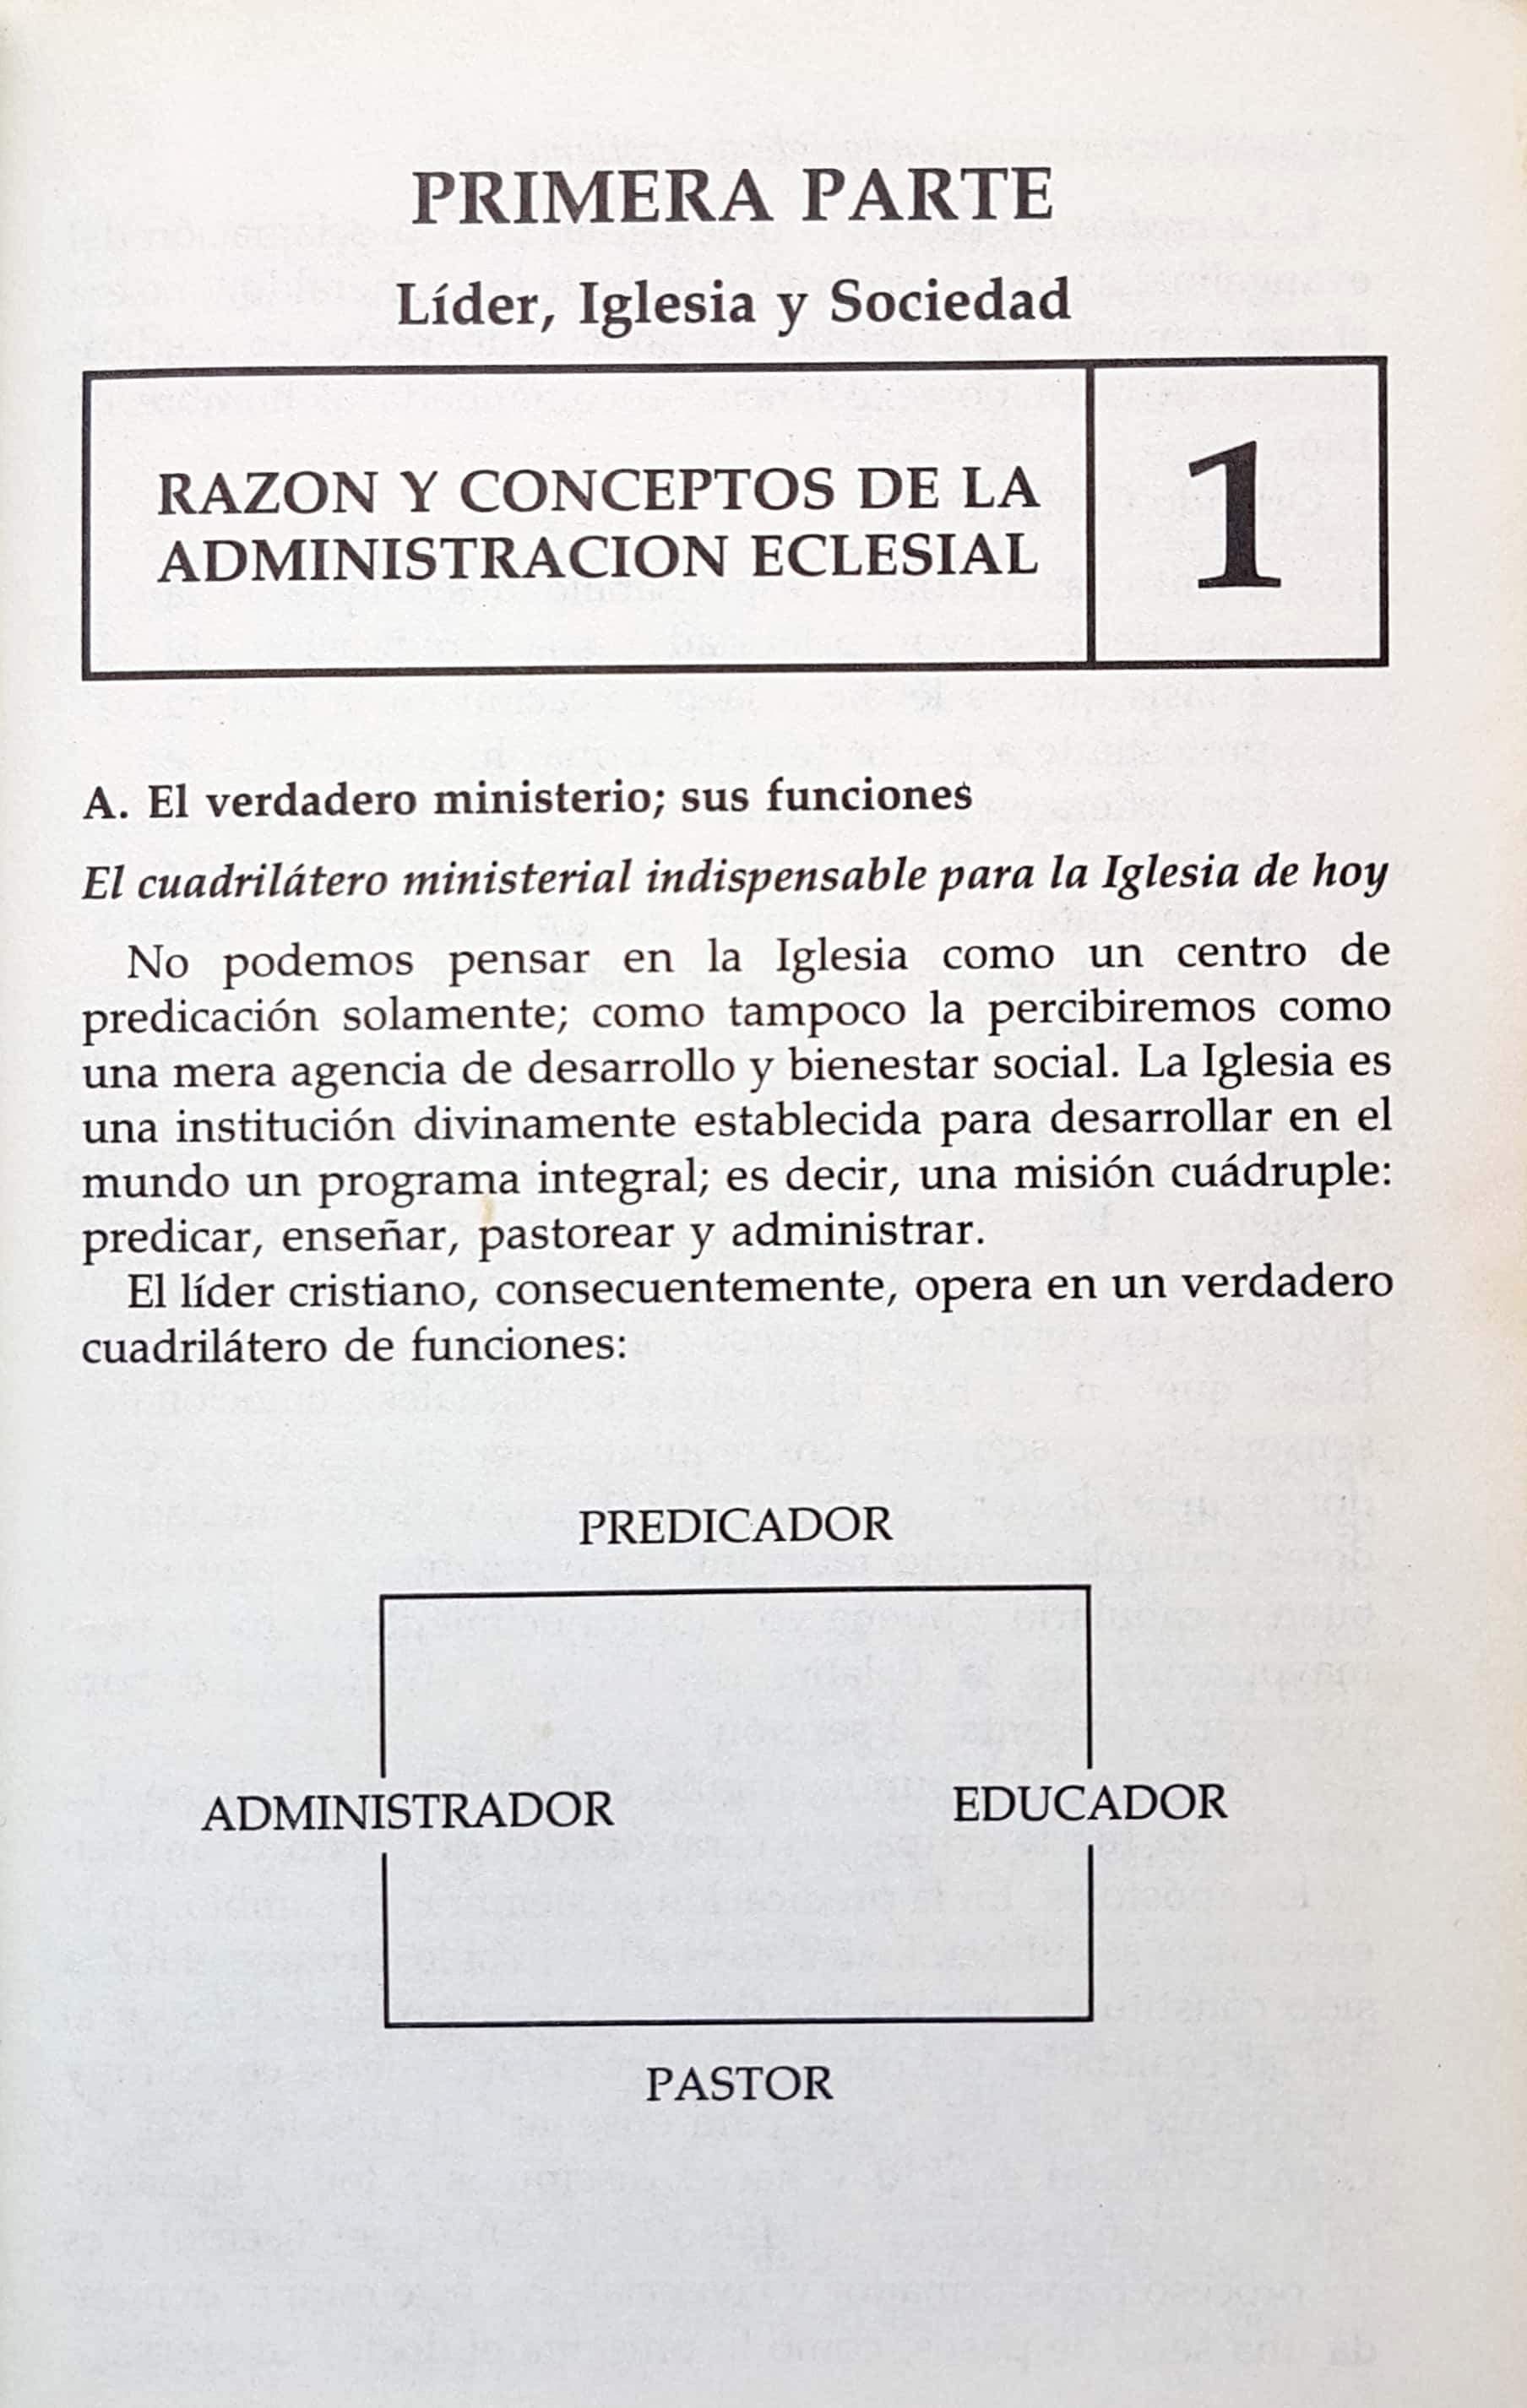 PRIMERA PARTE
Líder, Iglesia y Sociedad
RAZON Y CONCEPTOS DE LA
ADMINISTRACION ECLESIAL
1
A. El verdadero ministerio; sus funciones
El cuadrilátero ministerial indispensable para la Iglesia de hoy
No podemos pensar en la Iglesia como un centro de
predicación solamente; como tampoco la percibiremos como
una mera agencia de desarrollo y bienestar social. La Iglesia es
una institución divinamente establecida para desarrollar en el
mundo un programa integral; es decir, una misión cuádruple:
predicar, enseñar, pastorear y administrar.
El líder cristiano, consecuentemente, opera en un verdadero
cuadrilátero de funciones:
PREDICADOR
ADMINISTRADOR
EDUCADOR
PASTOR